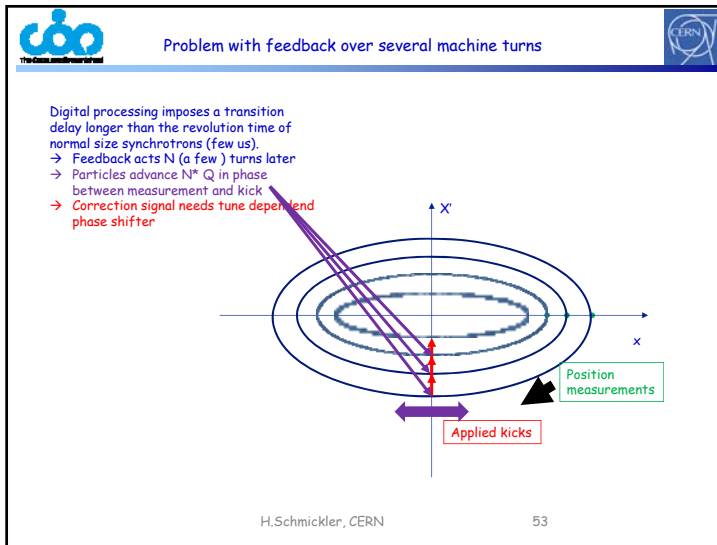 Problem with feedback over several machine turns
CERN
Digital processing imposes a transition
delay longer than the revolution time of
normal size synchrotrons (few us).
→ Feedback acts N (a few ) turns later
→ Particles advance N* Q in phase
between measurement and kick
→ Correction signal needs tune dependend
phase shifter
X'
x
Position
measurements
Applied kicks
H.Schmickler, CERN
53